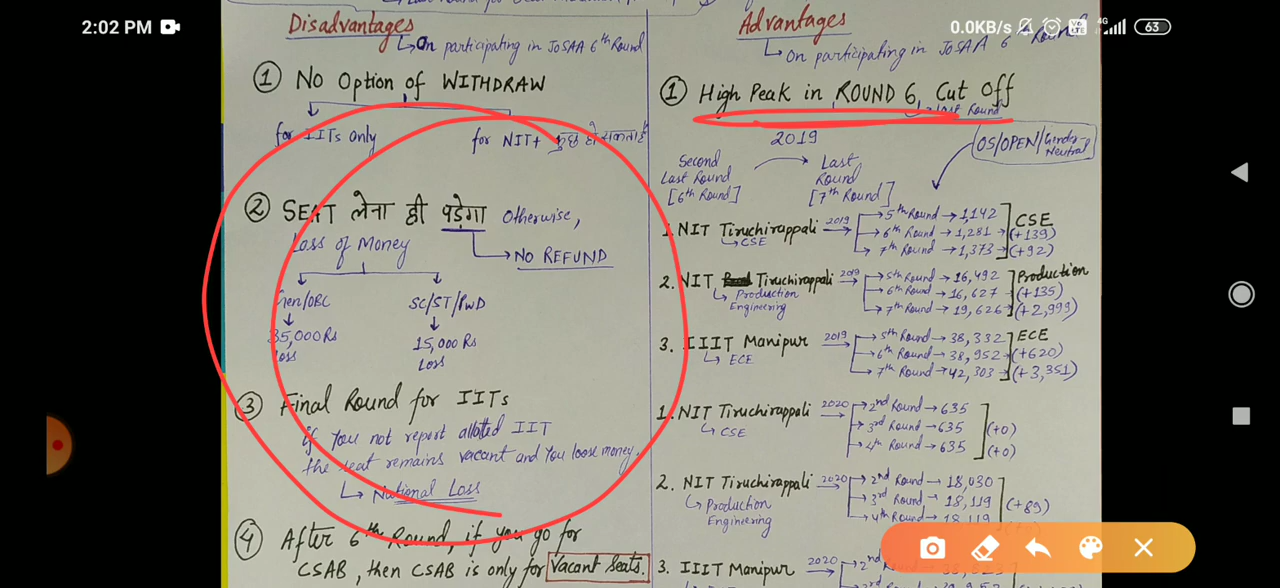 2:02 PM
0.0KB/s
4G
63
Disadvantages
On participating in JoSAA 6th Round
① No Option of WITHDRAW
for IITs only
for NIT+ कुछ हो सकता है
② SEAT लेना ही पड़ेगा Otherwise,
NO REFUND
Loss of Money
Gen/OBC
35,000 Rs
Loss
SC/ST/PwD
15,000 Rs
Loss
③ Final Round for IITs
if You not report allotted IIT
the seat remains vacant and You loose money.
National Loss
④ After 6th Round, if you go for
CSAB, then CSAB is only for Vacant Seats.
Advantages
On participating in JoSAA 6th Round
① High Peak in ROUND 6 Cut Off
Last Round
2019
OS/OPEN/Gender-
Neutral
Second
Last Round
[6th Round]
Last
Round
[7th Round]
1. NIT Tiruchirappali 2019
CSE
5th Round → 1,142
6th Round → 1,281 (+139)
7th Round → 1,373 (+92)
CSE
2. NIT Tiruchirappali 2019
Production
Engineering
5th Round → 16,492
6th Round → 16,627 (+135)
7th Round → 19,626 (+2,999)
Production
3. IIIT Manipur 2019
ECE
5th Round → 38,332
6th Round → 38,952 (+620)
7th Round → 42,303 (+3,351)
ECE
1. NIT Tiruchirappali 2020
CSE
2nd Round → 635
3rd Round → 635 (+0)
4th Round → 635 (+0)
2. NIT Tiruchirappali 2020
Production
Engineering
2nd Round → 18,030
3rd Round → 18,119 (+89)
4th Round → 18,119
3. IIIT Manipur 2020
2nd